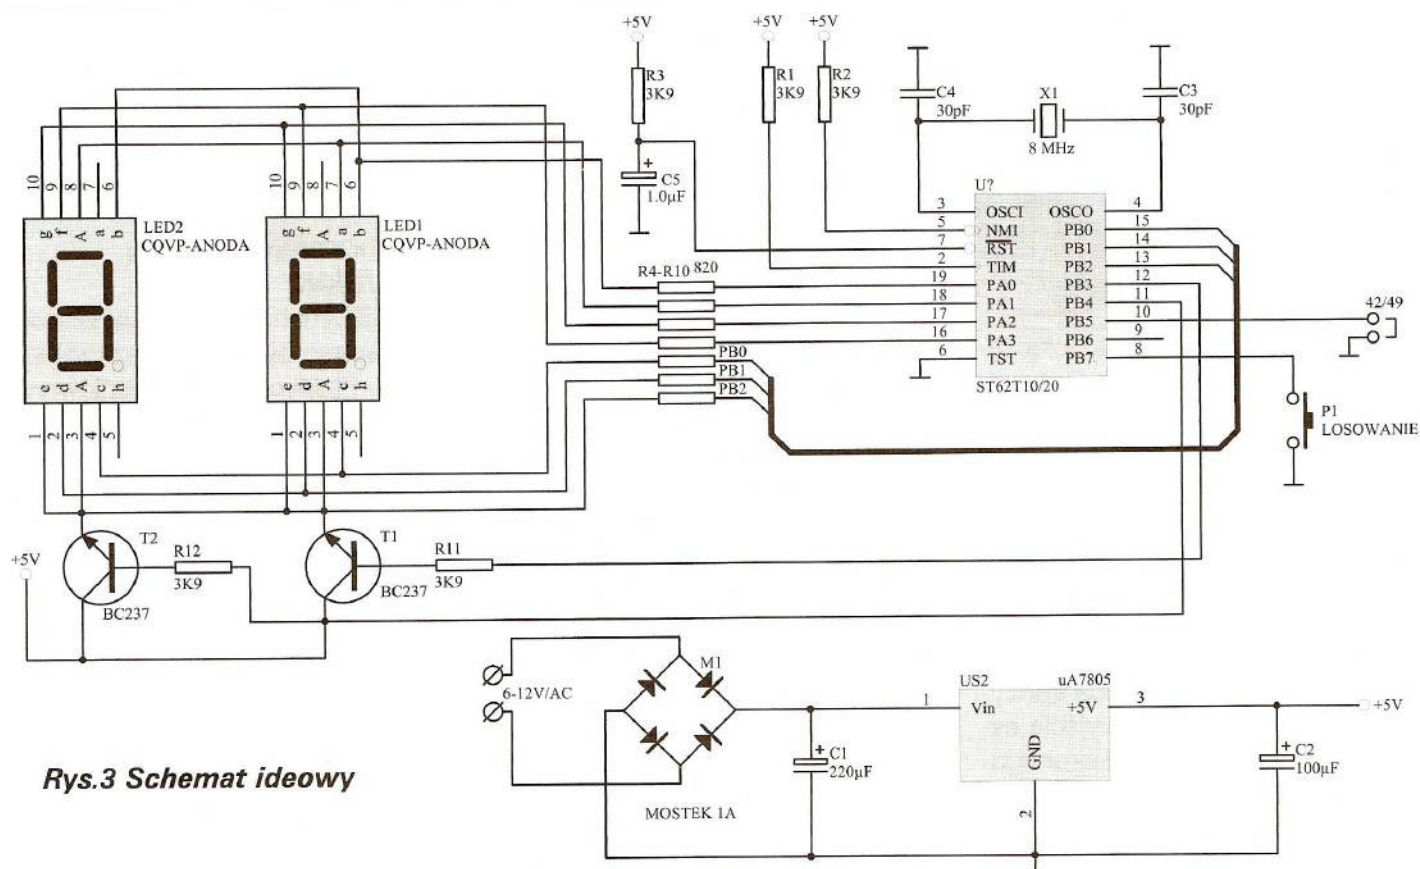 +5V
+5V
+5V
R3
3K9
R1
3K9
R2
3K9
C4
30pF
X1
8 MHz
C3
30pF
C5
1.0µF
+
10
9
8
7
6
g
f
A
a
b
LED2
CQVP-ANODA
e
d
A
c
h
1
2
3
4
5
10
9
8
7
6
g
f
A
a
b
LED1
CQVP-ANODA
e
d
A
c
h
1
2
3
4
5
R4-R10 820
PB0
PB1
PB2
U?
3
5
7
2
19
18
17
16
6
OSCI
NMI
RST
TIM
PA0
PA1
PA2
PA3
TST
OSCO
PB0
PB1
PB2
PB3
PB4
PB5
PB6
PB7
4
15
14
13
12
11
10
9
8
ST62T10/20
42/49
P1
LOSOWANIE
+5V
T2
BC237
R12
3K9
T1
BC237
R11
3K9
6-12V/AC
M1
MOSTEK 1A
+
C1
220µF
1
US2
uA7805
Vin
+5V
GND
2
3
+5V
+
C2
100µF
Rys.3 Schemat ideowy